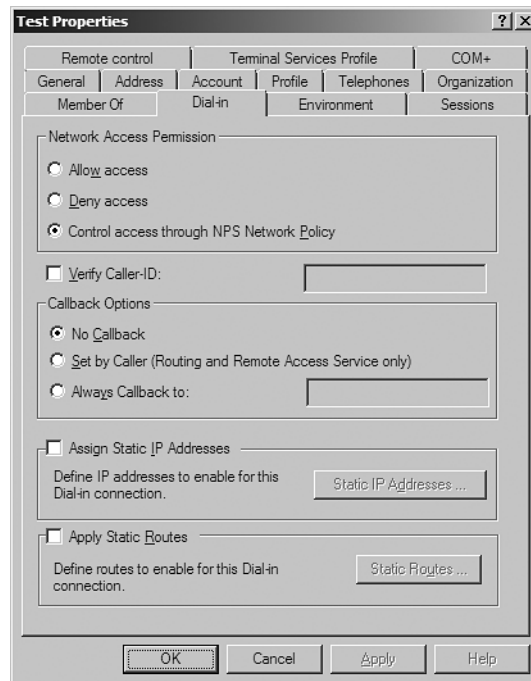 Test Properties
Remote control Terminal Services Profile COM+
General Address Account Profile Telephones Organization
Member Of Dial-in Environment Sessions
Network Access Permission
Allow access
Deny access
Control access through NPS Network Policy
Verify Caller-ID:
Callback Options
No Callback
Set by Caller (Routing and Remote Access Service only)
Always Callback to:
Assign Static IP Addresses
Define IP addresses to enable for this
Dial-in connection.
Static IP Addresses ...
Apply Static Routes
Define routes to enable for this Dial-in
connection.
Static Routes ...
OK Cancel Apply Help